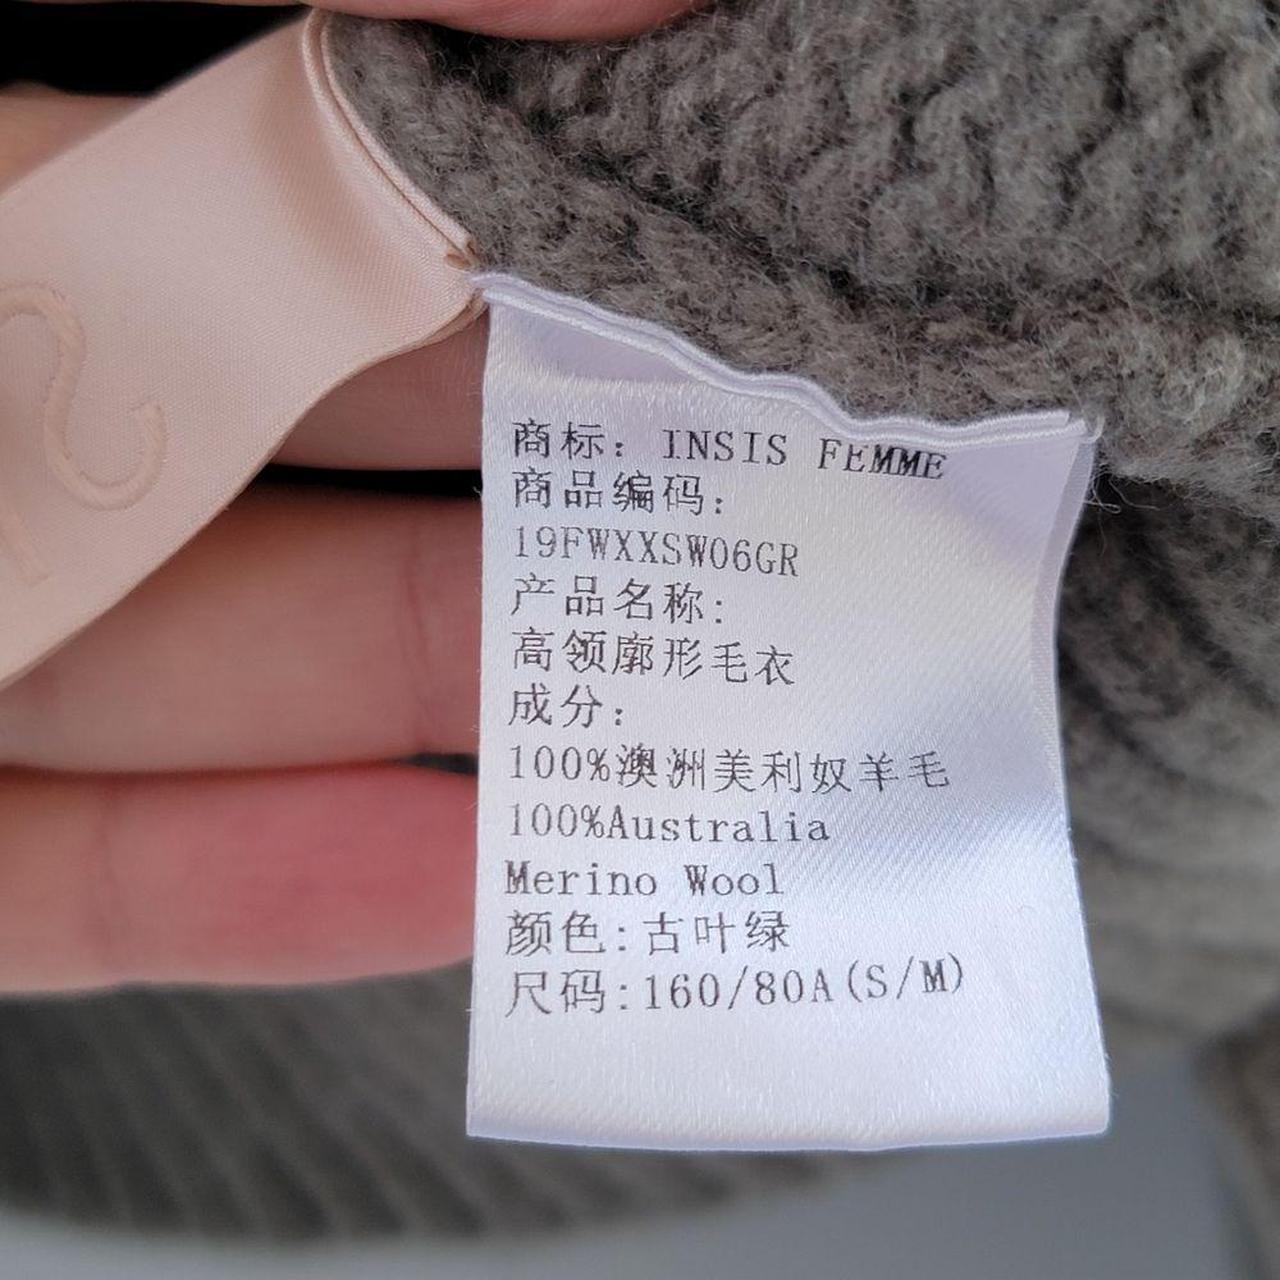 商标: INSIS FEMME
商品编码:
19FWXXSW06GR
产品名称:
高领廓形毛衣
成分:
100%澳洲美利奴羊毛
100%Australia
Merino Wool
颜色:古叶绿
尺码:160/80A(S/M)